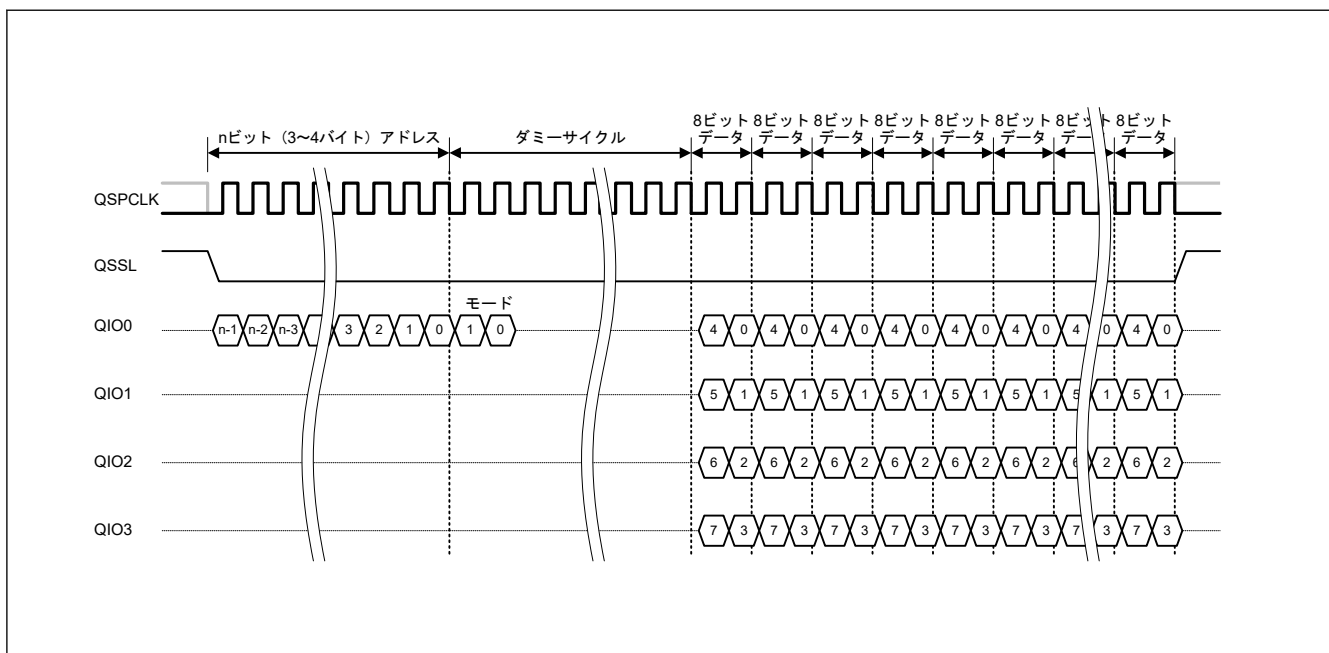 8ビット 8ビット 8ビット 8ビット 8ビット 8ビット 8ビット 8ビット
nビット（3～4バイト）アドレス ダミーサイクル データ データ データ データ データ データ データ データ
QSPCLK
QSSL
モード
QIO0 n-1 n-2 n-3 3 2 1 0 1 0 4 0 4 0 4 0 4 0 4 0 4 0 4 0 4 0
QIO1 5 1 5 1 5 1 5 1 5 1 5 1 5 1 5 1
QIO2 6 2 6 2 6 2 6 2 6 2 6 2 6 2 6 2
QIO3 7 3 7 3 7 3 7 3 7 3 7 3 7 3 7 3